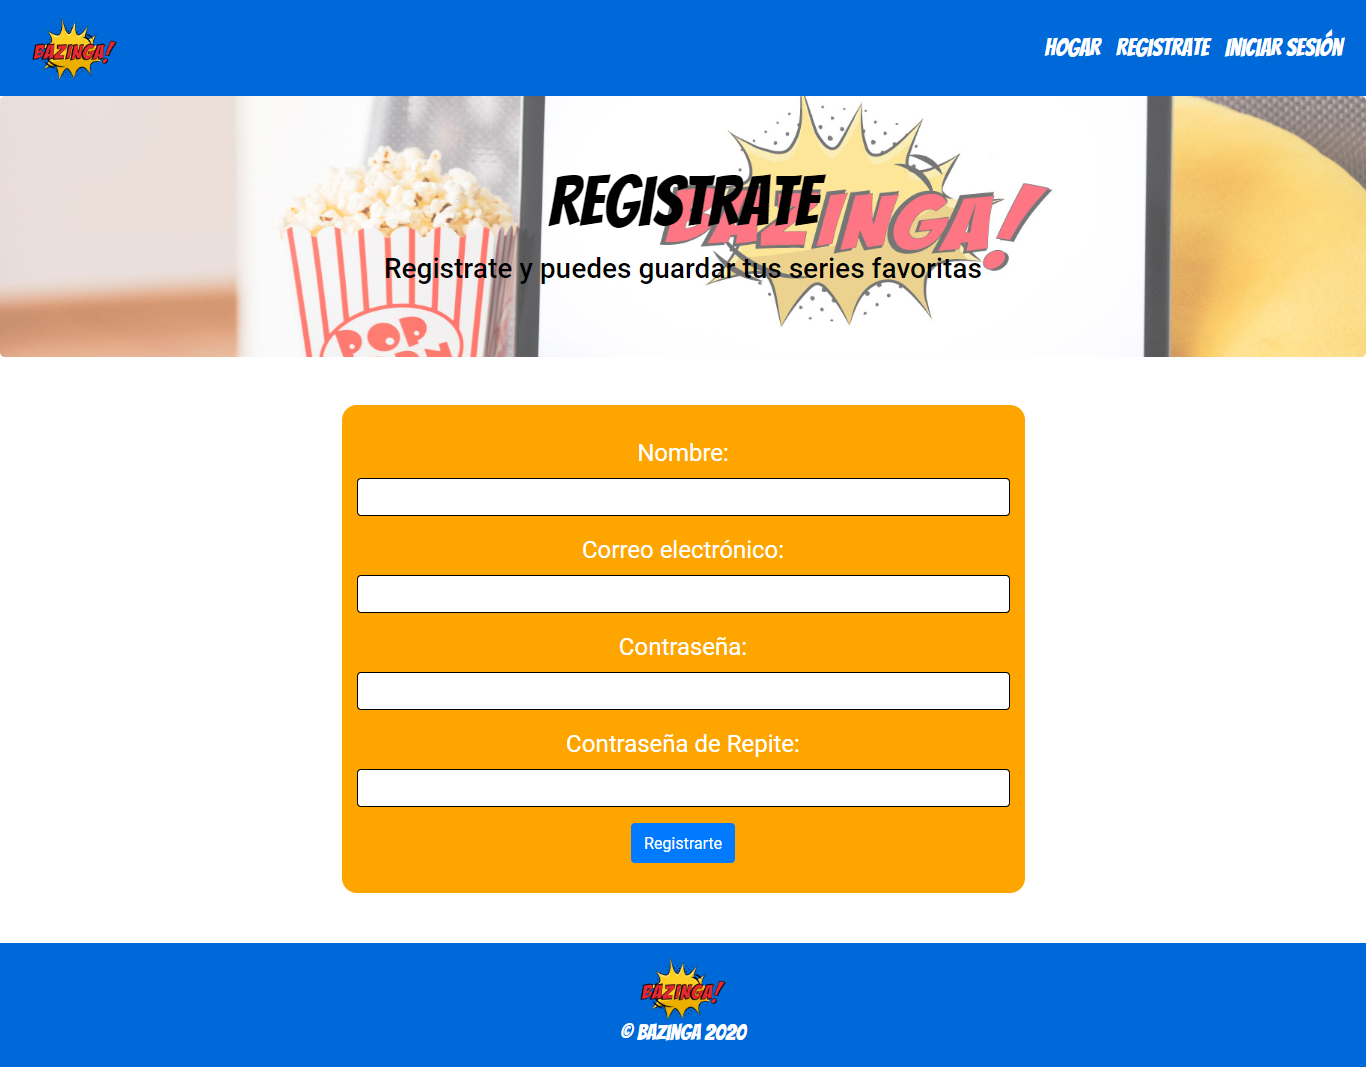 BAZINGA!
HOGAR REGISTRATE INICIAR SESIÓN
BAZINGA!
REGISTRATE
Registrate y puedes guardar tus series favoritas
POP
Nombre:
Correo electrónico:
Contraseña:
Contraseña de Repite:
Registrarte
BAZINGA!
© BAZINGA 2020